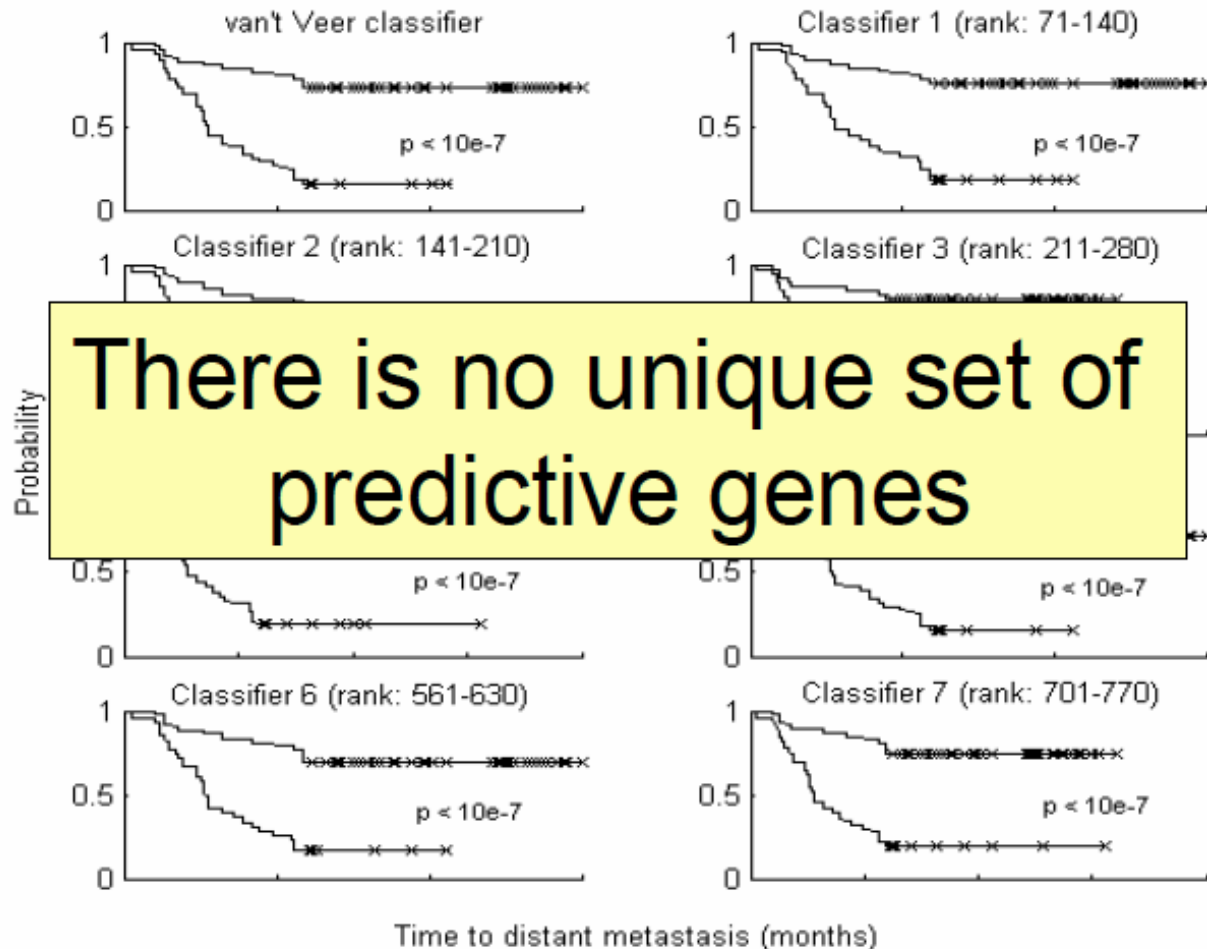 van't Veer classifier
Classifier 1 (rank: 71-140)
1
0.5
0
p < 10e-7
1
0.5
0
p < 10e-7
Classifier 2 (rank: 141-210)
Classifier 3 (rank: 211-280)
1
1
There is no unique set of
predictive genes
Probability
0.5
0
p < 10e-7
0.5
0
p < 10e-7
Classifier 6 (rank: 561-630)
Classifier 7 (rank: 701-770)
1
0.5
0
p < 10e-7
1
0.5
0
p < 10e-7
Time to distant metastasis (months)